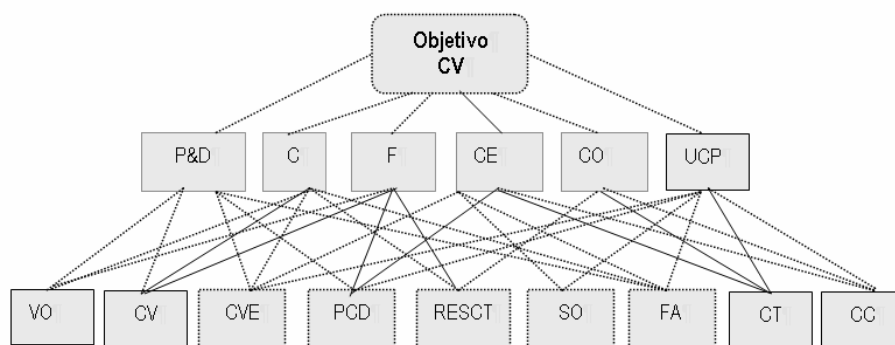 Objetivo
CV
P&D C F CE CO UCP
VO CV CVE PCD RESCT SO FA CT CC